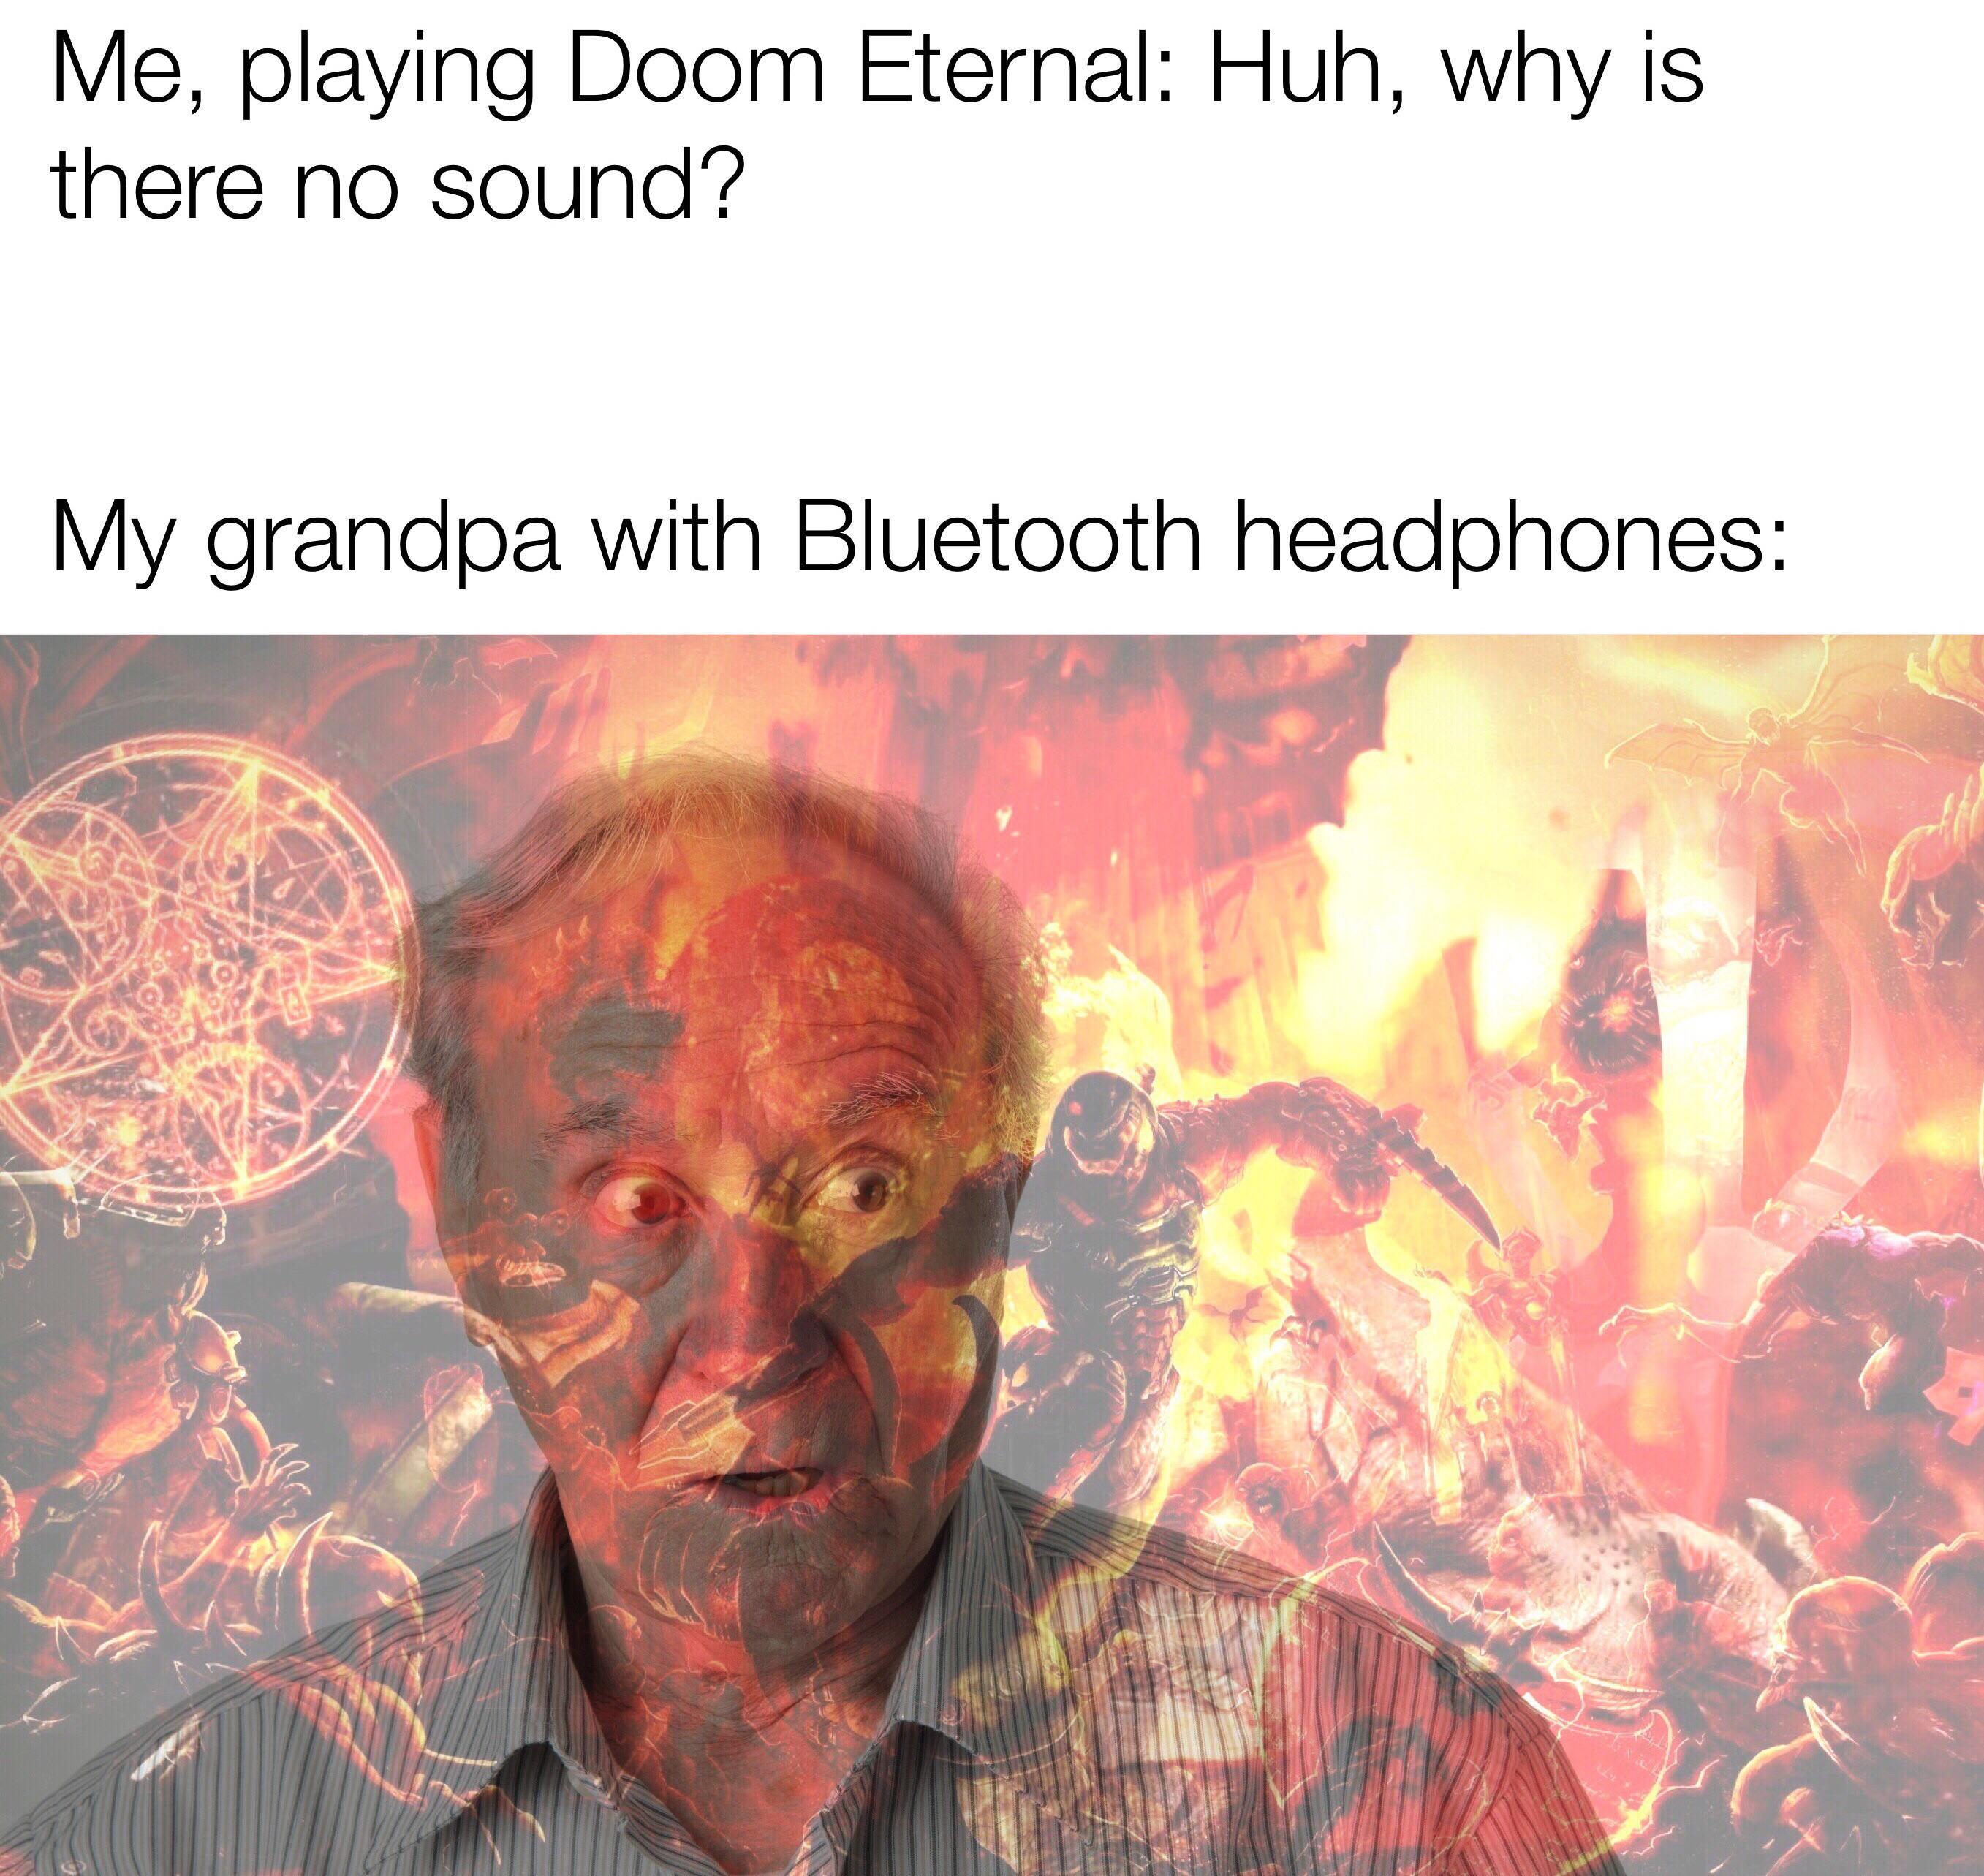 Me, playing Doom Eternal: Huh, why is
there no sound?
My grandpa with Bluetooth headphones: